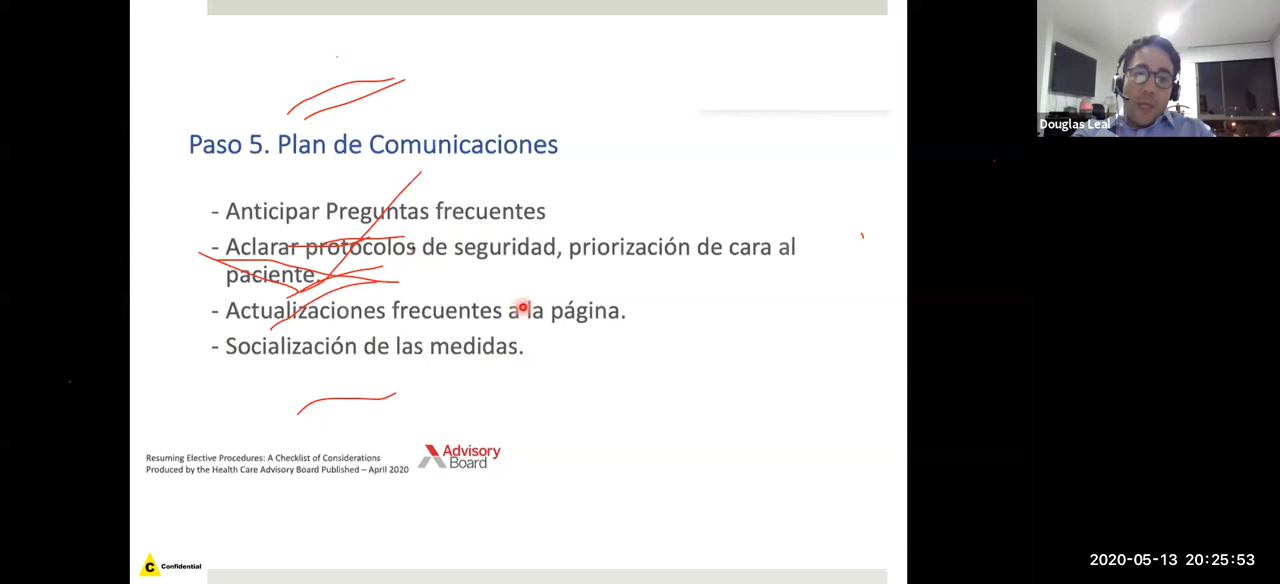 Douglas Leal
Paso 5. Plan de Comunicaciones
- Anticipar Preguntas frecuentes
- Aclarar protocolos de seguridad, priorización de cara al
paciente.
- Actualizaciones frecuentes a la página.
- Socialización de las medidas.
Resuming Elective Procedures: A Checklist of Considerations
Produced by the Health Care Advisory Board Published – April 2020
Advisory
Board
C Confidential
2020-05-13 20:25:53